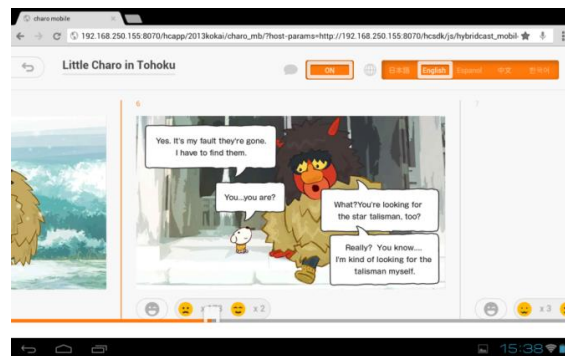 charo mobile
192.168.250.155:8070/hcapp/2013kokai/charo_mb/?host-params=http://192.168.250.155:8070/hcsdk/js/hybridcast_mobil
Little Charo in Tohoku
ON
日本語 English Espanol 中文 한국어
6
7
Yes. It's my fault they're gone.
I have to find them.
You...you are?
What?You're looking for
the star talisman, too?
Really? You know....
I'm kind of looking for the
talisman myself.
x 2
x 3
15:38